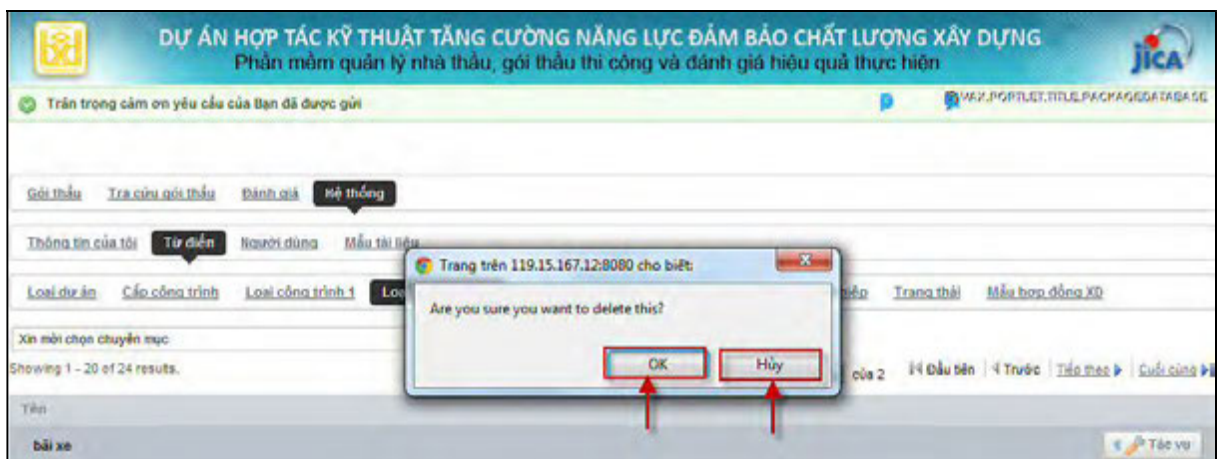 DỰ ÁN HỢP TÁC KỸ THUẬT TĂNG CƯỜNG NĂNG LỰC ĐẢM BẢO CHẤT LƯỢNG XÂY DỰNG
Phần mềm quản lý nhà thầu, gói thầu thi công và đánh giá hiệu quả thực hiện
jica
Trân trọng cảm ơn yêu cầu của Bạn đã được gửi
VAX.PORTLET.TITLE.PACKAGEDATABASE
Gói thầu Tra cứu gói thầu Đánh giá Hệ thống
Thông tin của tôi Từ điển Người dùng Mẫu tài liệu
Trang trên 119.15.167.12:8080 cho biết:
Loại dự án Cấp công trình Loại công trình 1 Trạng thái Mẫu hợp đồng XD
Are you sure you want to delete this?
Xin mời chọn chuyên mục
OK Hủy
Showing 1 - 20 of 24 results. của 2 Đầu tiên Trước Tiếp theo Cuối cùng
Tên
bãi xe Tác vụ